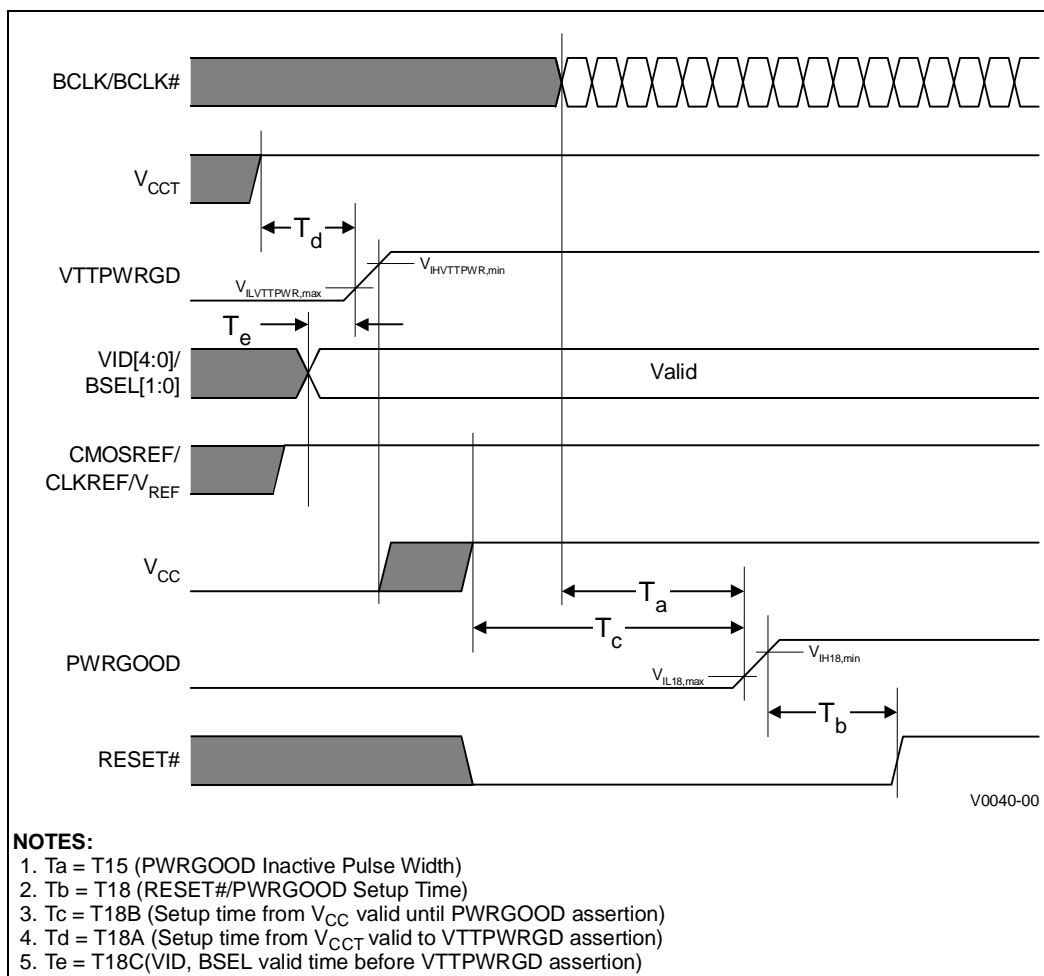 BCLK/BCLK#
VCCT
Td
VTTPWRGD
VIHVTTPWR,min
VILVTTPWR,max
Te
VID[4:0]/
BSEL[1:0]
Valid
CMOSREF/
CLKREF/VREF
VCC
Ta
Tc
PWRGOOD
VIH18,min
VIL18,max
Tb
RESET#
V0040-00
NOTES:
1. Ta = T15 (PWRGOOD Inactive Pulse Width)
2. Tb = T18 (RESET#/PWRGOOD Setup Time)
3. Tc = T18B (Setup time from VCC valid until PWRGOOD assertion)
4. Td = T18A (Setup time from VCCT valid to VTTPWRGD assertion)
5. Te = T18C(VID, BSEL valid time before VTTPWRGD assertion)